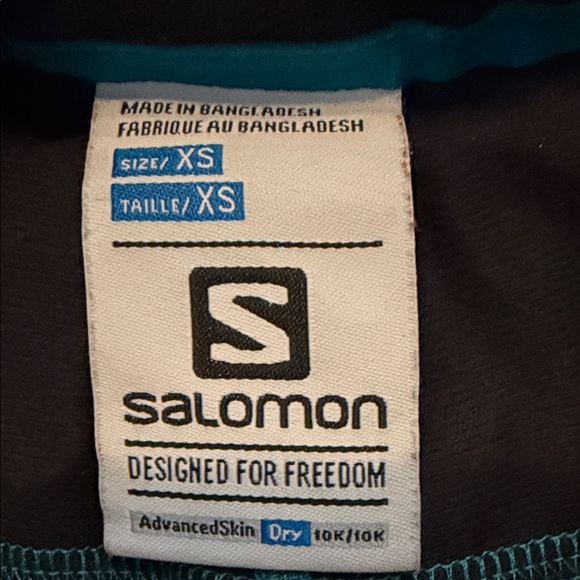 MADE IN BANGLADESH
FABRIQUE AU BANGLADESH
SIZE/ XS
TAILLE/ XS
S
SALOMON
DESIGNED FOR FREEDOM
AdvancedSkin Dry 10K/10K